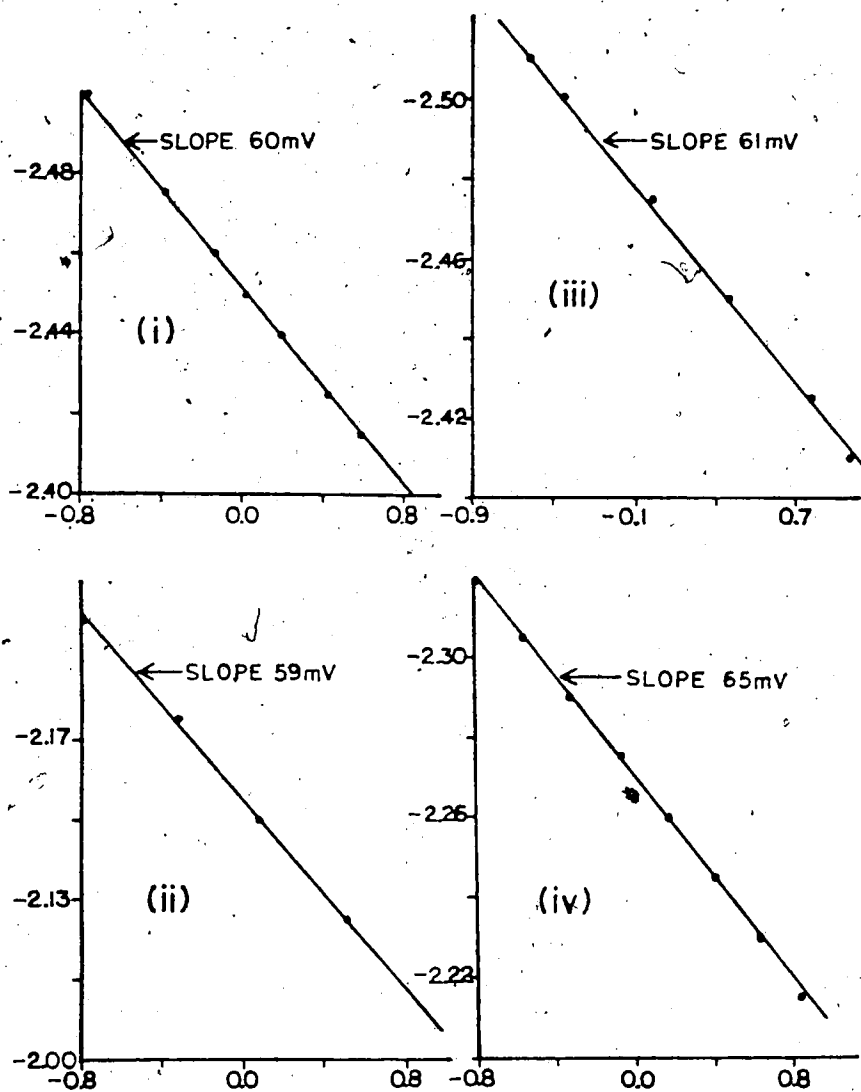 SLOPE 60mV
-2.48
-2.44
(i)
-2.40
-0.8 0.0 0.8
-2.50
SLOPE 61mV
-2.46
(iii)
-2.42
-0.9 -0.1 0.7
SLOPE 59mV
-2.17
-2.13
(ii)
-2.00
-0.8 0.0 0.8
-2.30
SLOPE 65mV
-2.26
(iv)
-2.22
-0.8 0.0 0.8